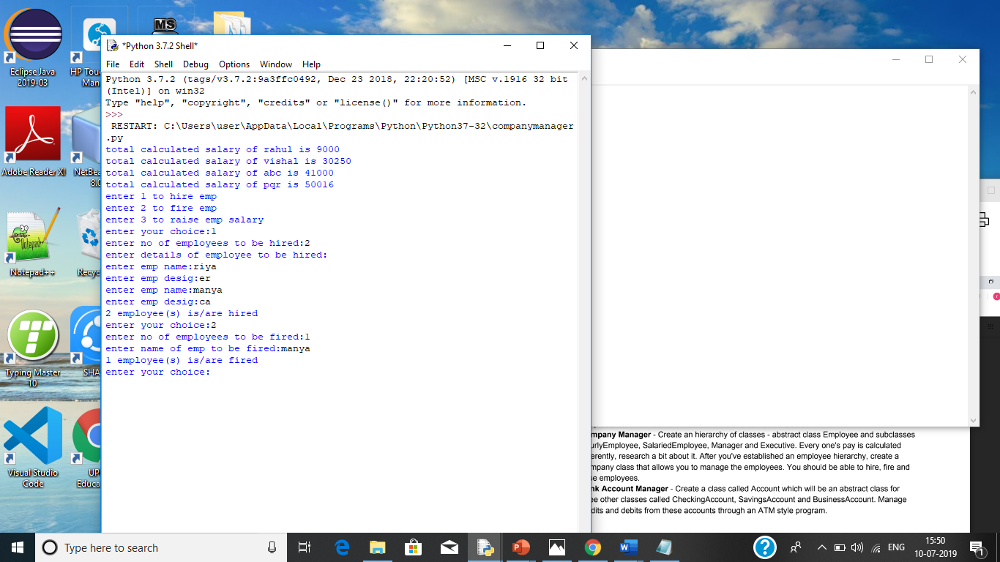 MS
Eclipse Java
2019-03
HP Tou
Man
Adobe Reader XI
NetBea
8.0
Notepad++
Notepad++
Recyc
Typing Master
10
SHA
Visual Studio
Code
UP
Educa
*Python 3.7.2 Shell*
File Edit Shell Debug Options Window Help
Python 3.7.2 (tags/v3.7.2:9a3ffc0492, Dec 23 2018, 22:20:52) [MSC v.1916 32 bit
(Intel)] on win32
Type "help", "copyright", "credits" or "license()" for more information.
>>>
RESTART: C:\Users\user\AppData\Local\Programs\Python\Python37-32\companymanager
.py
total calculated salary of rahul is 9000
total calculated salary of vishal is 30250
total calculated salary of abc is 41000
total calculated salary of pqr is 50016
enter 1 to hire emp
enter 2 to fire emp
enter 3 to raise emp salary
enter your choice:1
enter no of employees to be hired:2
enter details of employee to be hired:
enter emp name:riya
enter emp desig:er
enter emp name:manya
enter emp desig:ca
2 employee(s) is/are hired
enter your choice:2
enter no of employees to be fired:1
enter name of emp to be fired:manya
1 employee(s) is/are fired
enter your choice:
mpany Manager - Create an hierarchy of classes - abstract class Employee and subclasses
urlyEmployee, SalariedEmployee, Manager and Executive. Every one's pay is calculated
erently, research a bit about it. After you've established an employee hierarchy, create a
mpany class that allows you to manage the employees. You should be able to hire, fire and
se employees.
nk Account Manager - Create a class called Account which will be an abstract class for
ee other classes called CheckingAccount, SavingsAccount and BusinessAccount. Manage
dits and debits from these accounts through an ATM style program.
Type here to search
ENG
15:50
10-07-2019
1